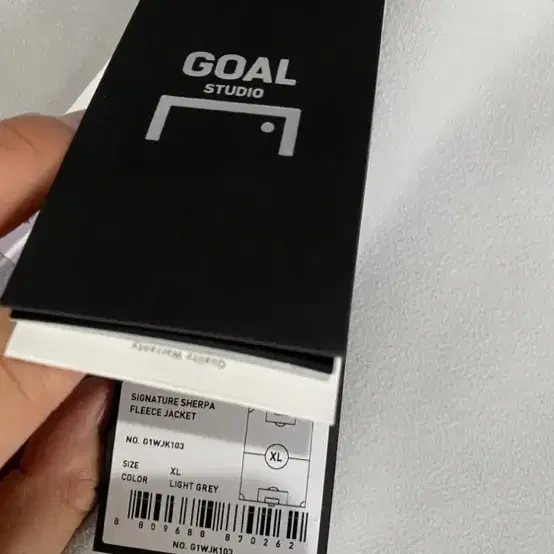 GOAL
STUDIO
Quality Warranty
SIGNATURE SHERPA
FLEECE JACKET
NO. G1WJK103
XL
SIZE XL
COLOR LIGHT GREY
8 809688 870262
NO. G1WJK103